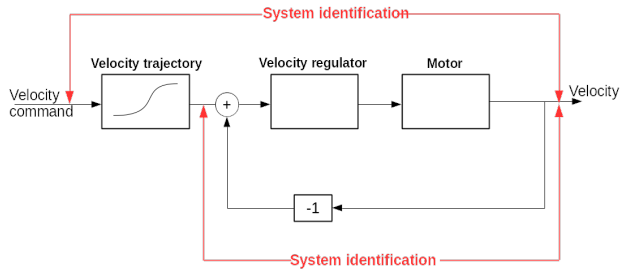 System identification
Velocity trajectory
Velocity regulator
Motor
Velocity
command
+
Velocity
-1
System identification